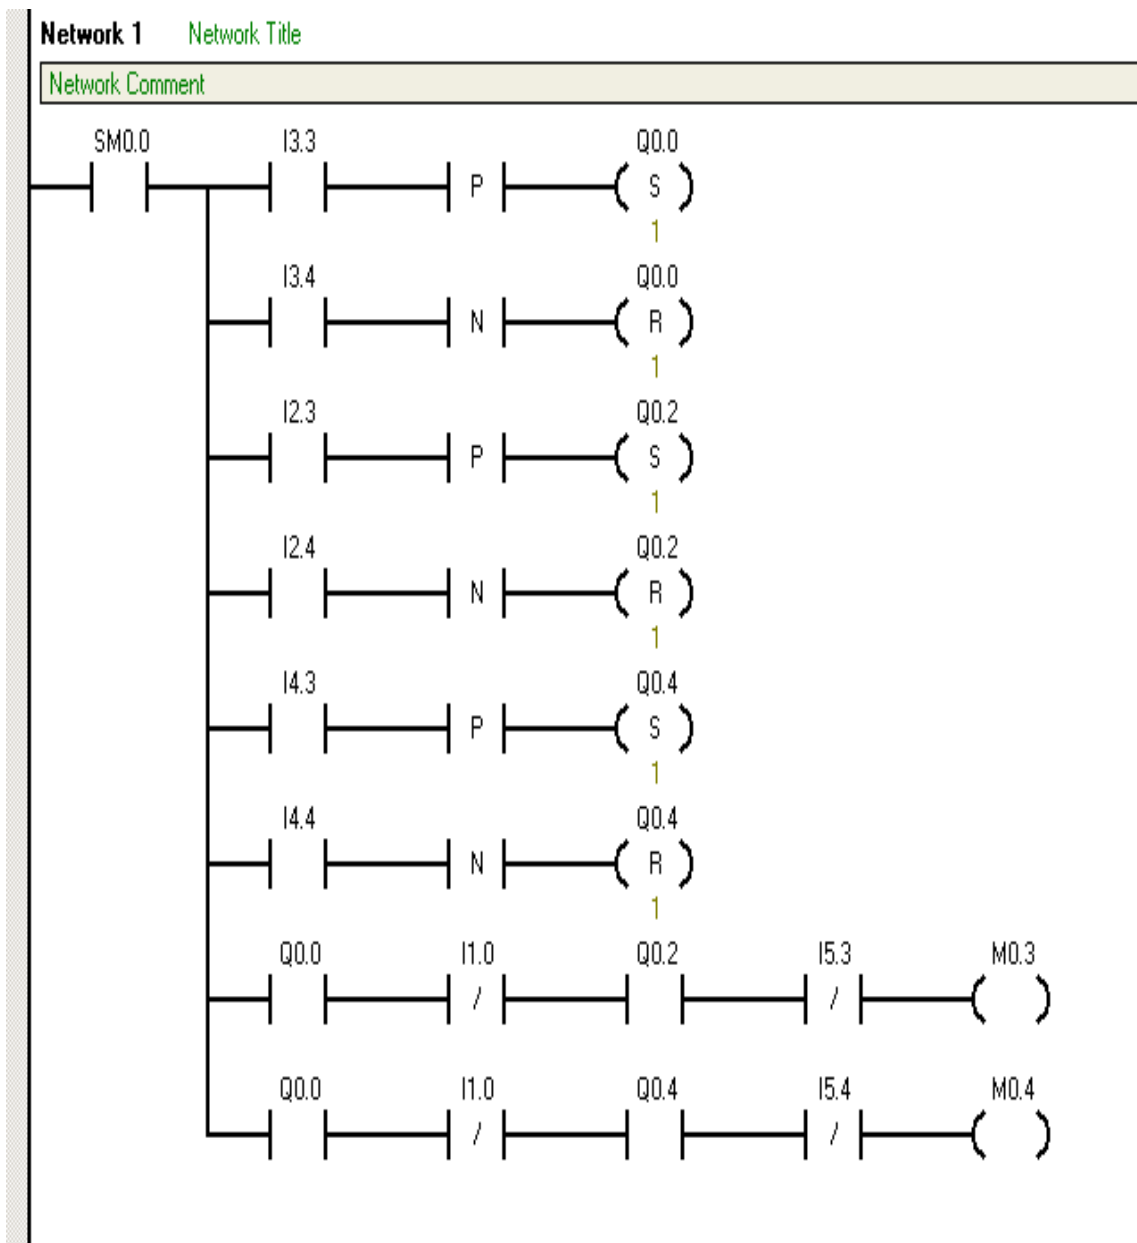 Network 1 Network Title
Network Comment
SM0.0 I3.3 Q0.0
P S
1
I3.4 Q0.0
N R
1
I2.3 Q0.2
P S
1
I2.4 Q0.2
N R
1
I4.3 Q0.4
P S
1
I4.4 Q0.4
N R
1
Q0.0 I1.0 Q0.2 I5.3 M0.3
/ /
Q0.0 I1.0 Q0.4 I5.4 M0.4
/ /